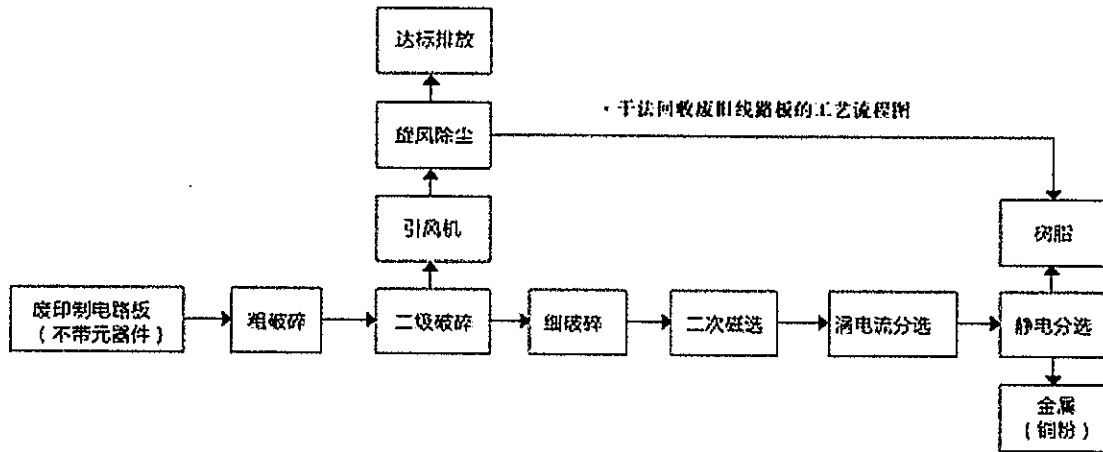 达标排放
·干法回收废旧线路板的工艺流程图
旋风除尘
引风机
树脂
废印制电路板
（不带元器件）
粗破碎
二级破碎
细破碎
二次磁选
涡电流分选
静电分选
金属
（铜粉）